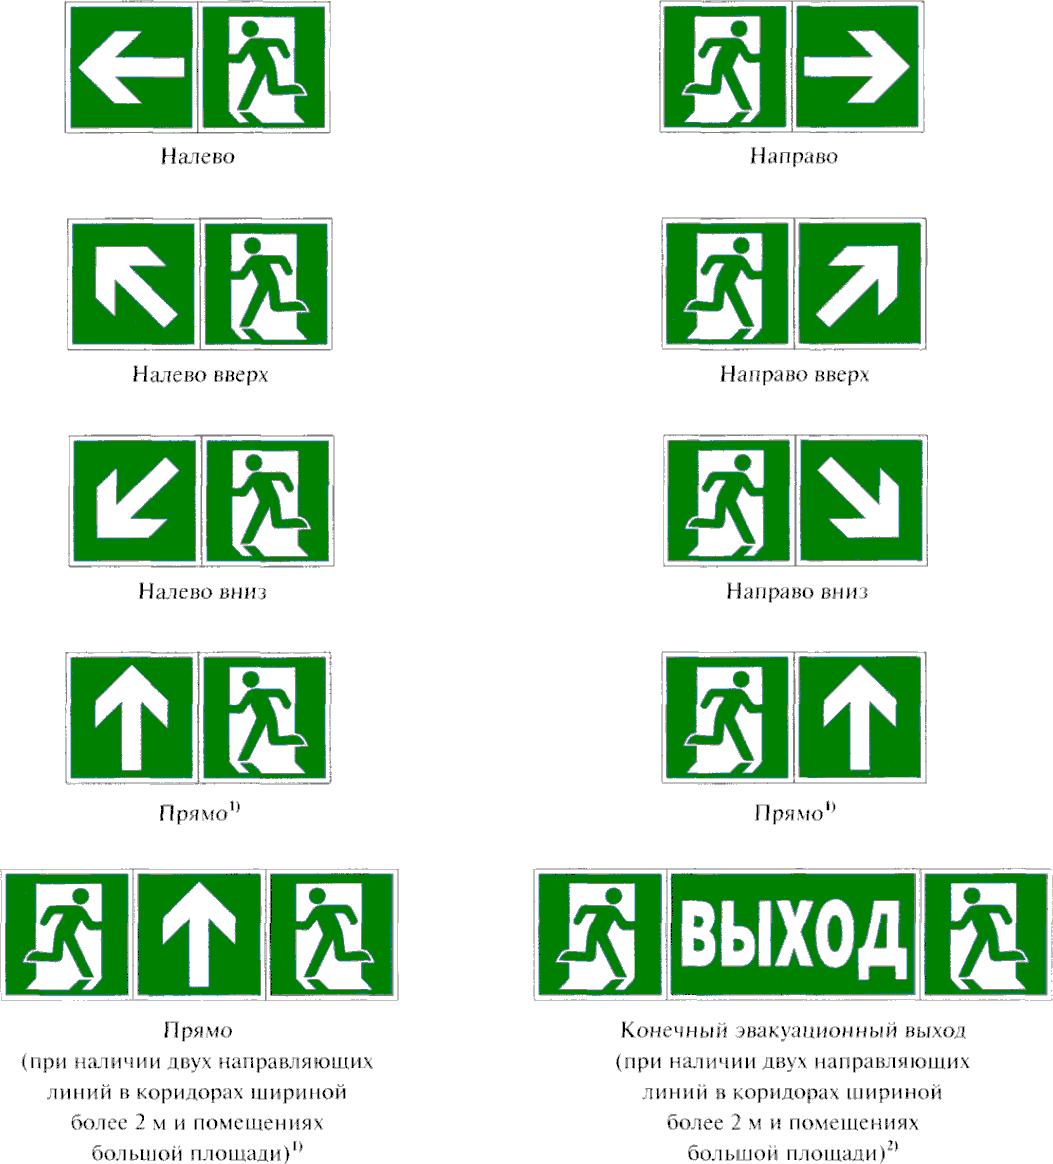 Налево
Направо
Налево вверх
Направо вверх
Налево вниз
Направо вниз
Прямо¹⁾
Прямо¹⁾
ВЫХОД
Прямо
(при наличии двух направляющих
линий в коридорах шириной
более 2 м и помещениях
большой площади)¹⁾
Конечный эвакуационный выход
(при наличии двух направляющих
линий в коридорах шириной
более 2 м и помещениях
большой площади)²⁾